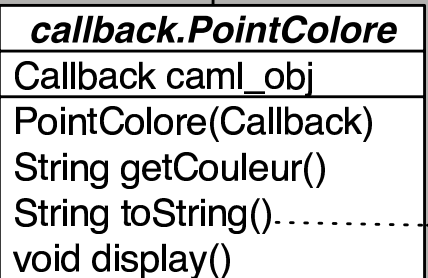 callback.PointColore
Callback caml_obj
PointColore(Callback)
String getCouleur()
String toString()
void display()